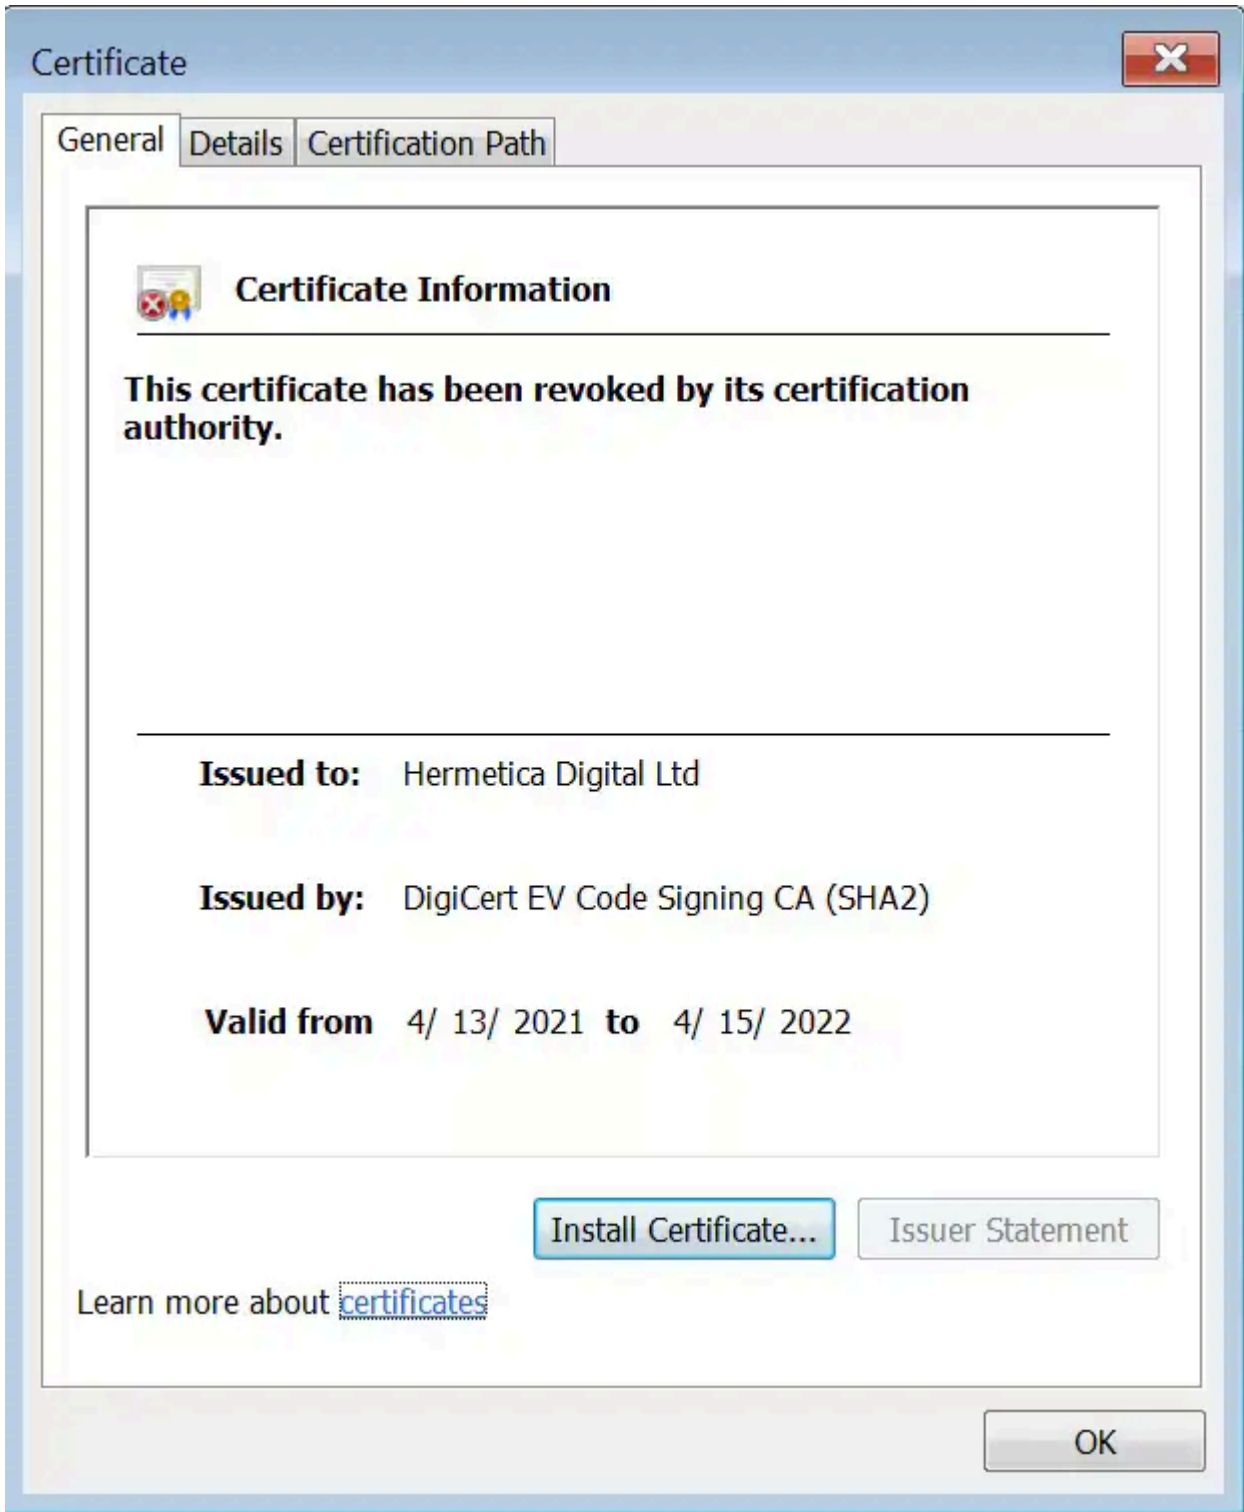 Certificate
General Details Certification Path
Certificate Information
This certificate has been revoked by its certification
authority.
Issued to: Hermetica Digital Ltd
Issued by: DigiCert EV Code Signing CA (SHA2)
Valid from 4/ 13/ 2021 to 4/ 15/ 2022
Install Certificate... Issuer Statement
Learn more about certificates
OK